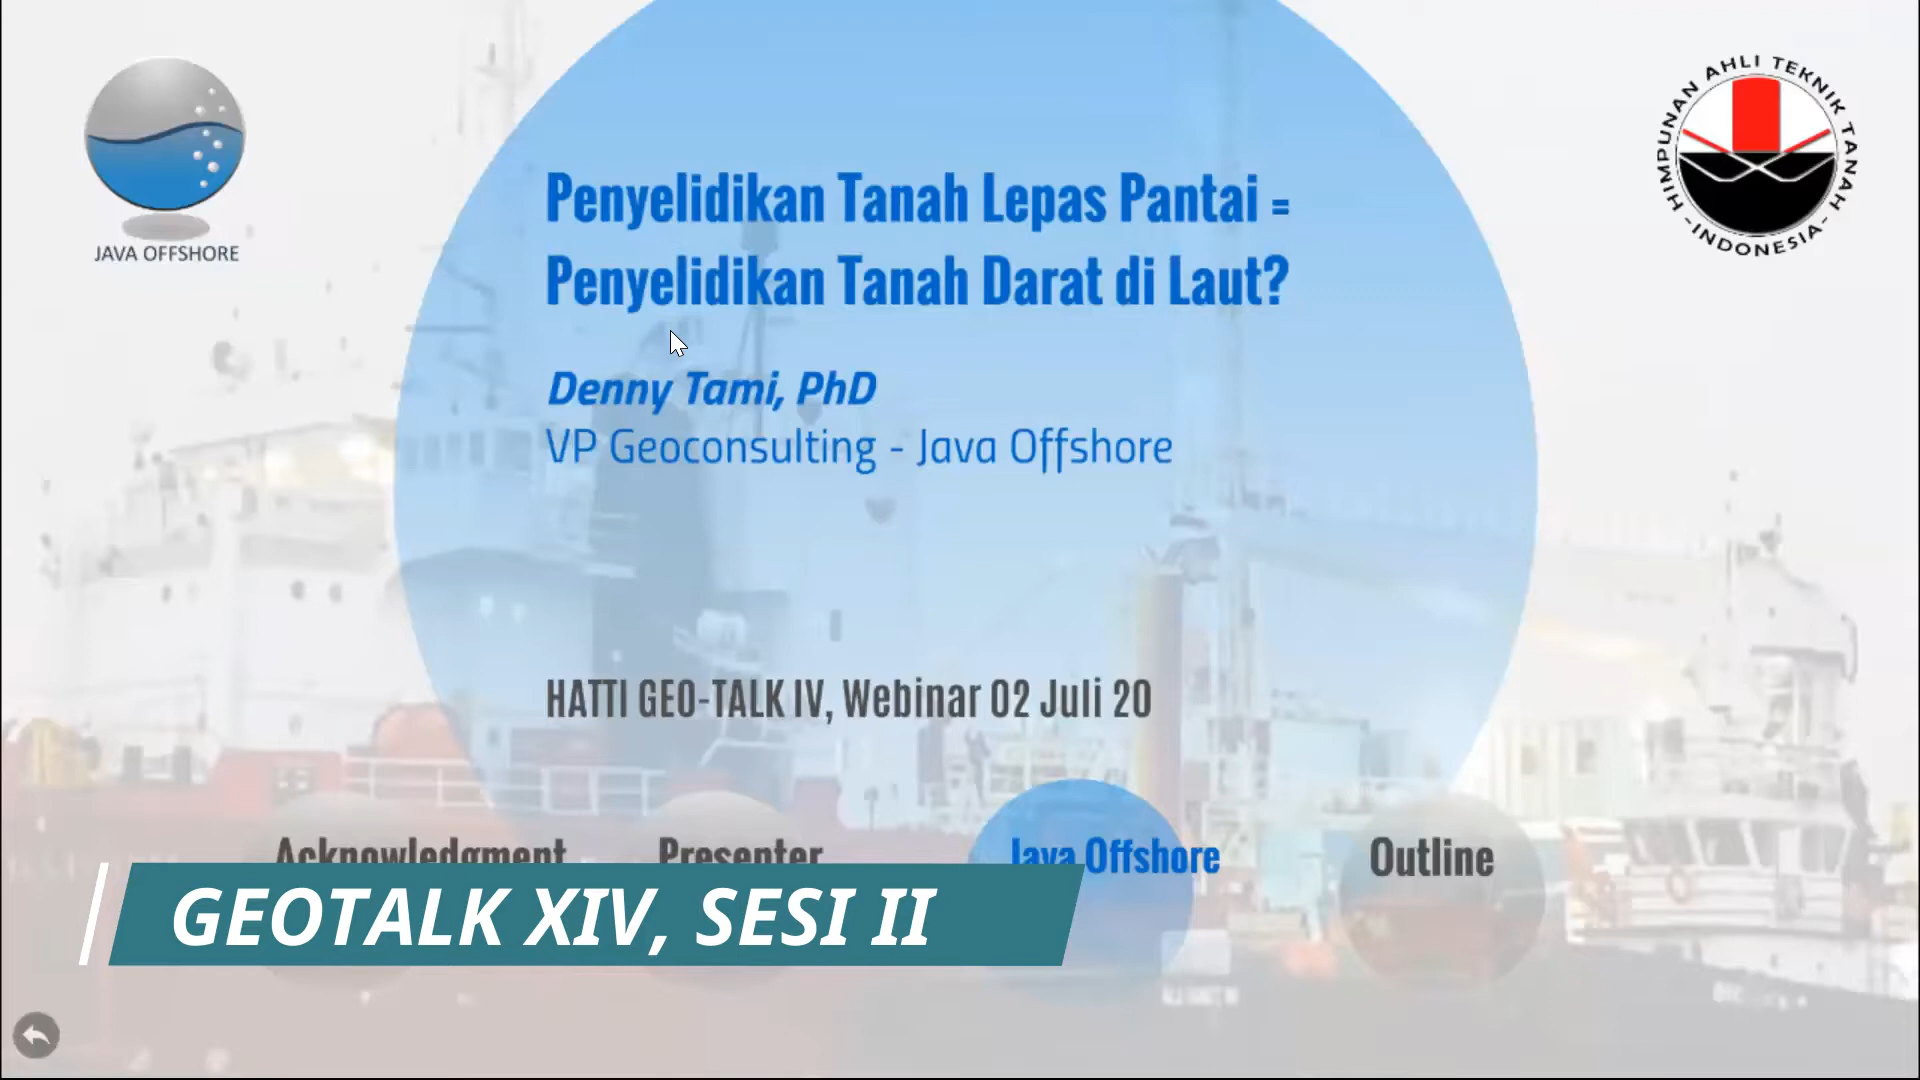 JAVA OFFSHORE
HIMPUNAN AHLI TEKNIK TANAH
- INDONESIA -
Penyelidikan Tanah Lepas Pantai =
Penyelidikan Tanah Darat di Laut?
Denny Tami, PhD
VP Geoconsulting - Java Offshore
HATTI GEO-TALK IV, Webinar 02 Juli 20
Acknowledgment
Presenter
Java Offshore
Outline
GEOTALK XIV, SESI II